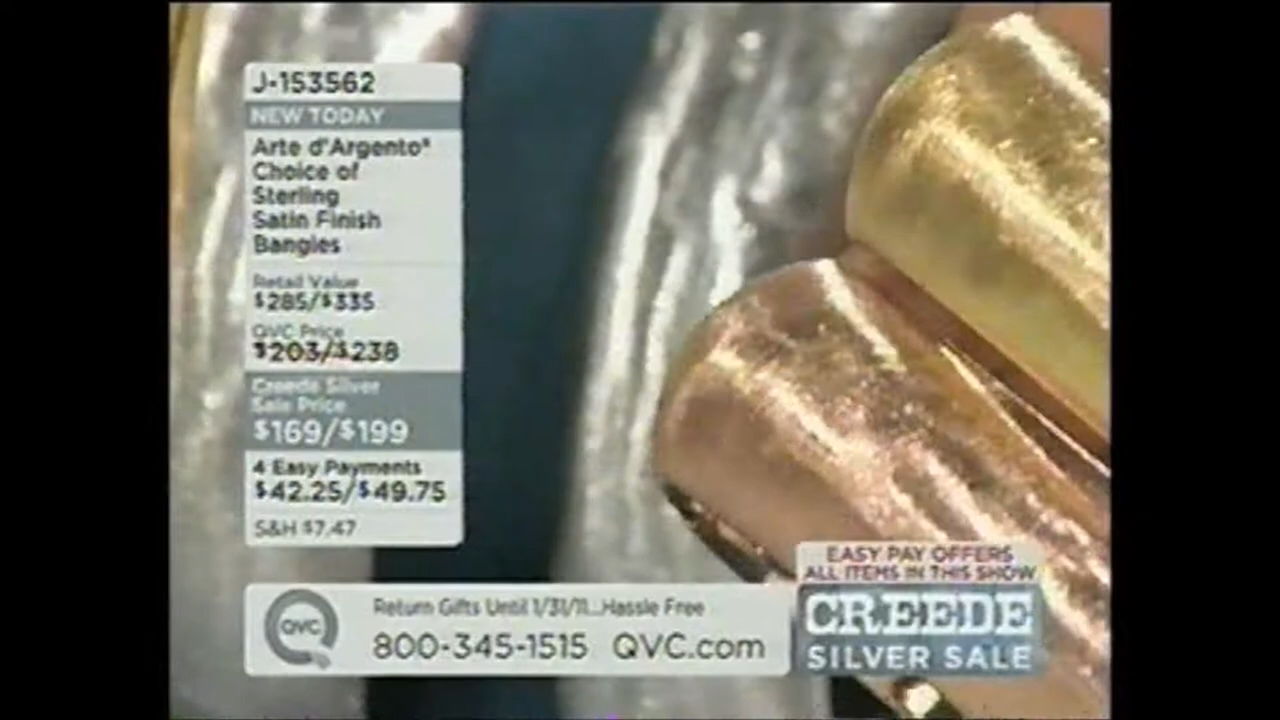 J-153562
NEW TODAY
Arte d'Argento®
Choice of
Sterling
Satin Finish
Bangles
Retail Value
$285/$335
QVC Price
$203/$238
Creede Silver
Sale Price
$169/$199
4 Easy Payments
$42.25/$49.75
S&H $7.47
EASY PAY OFFERS
ALL ITEMS IN THIS SHOW
CREEDE
SILVER SALE
QVC
Return Gifts Until 1/31/11...Hassle Free
800-345-1515 QVC.com